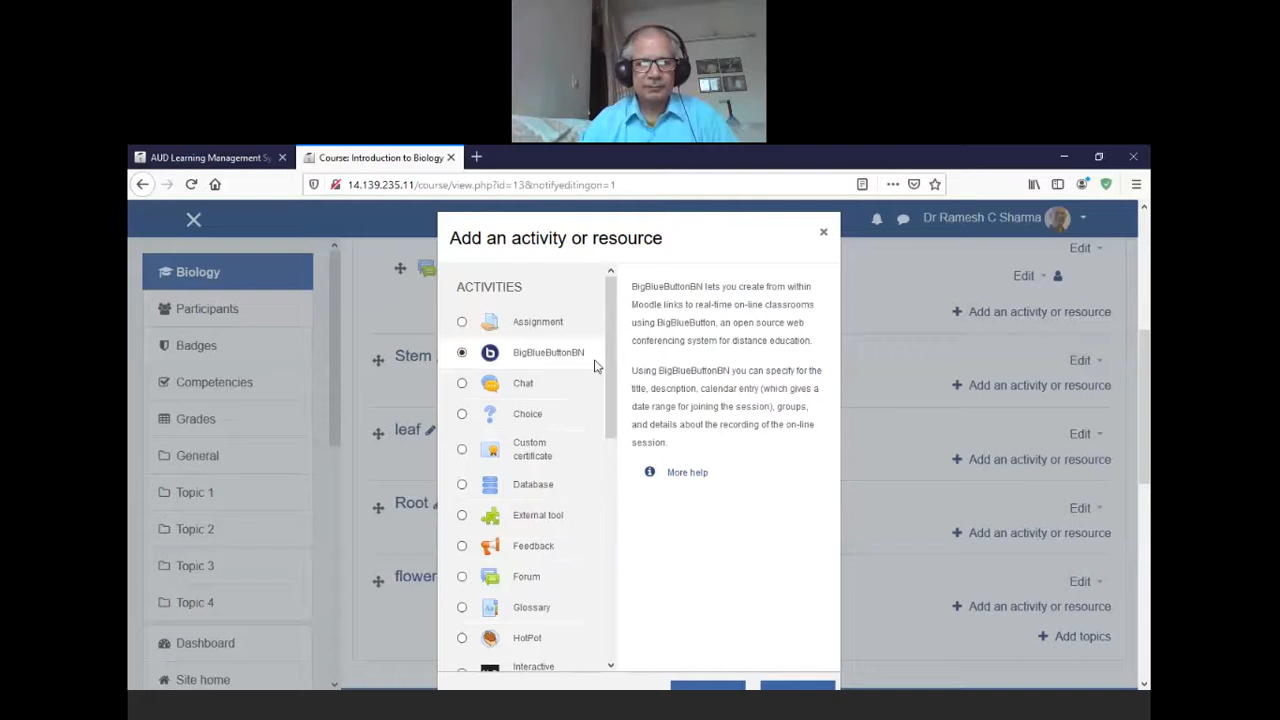 AUD Learning Management Sy
Course: Introduction to Biology
14.139.235.11/course/view.php?id=13&notifyeditingon=1
Dr Ramesh C Sharma
Biology
Participants
Badges
Competencies
Grades
General
Topic 1
Topic 2
Topic 3
Topic 4
Dashboard
Site home
Add an activity or resource
ACTIVITIES
Assignment
BigBlueButtonBN
Chat
Choice
Custom
certificate
Database
External tool
Feedback
Forum
Glossary
HotPot
Interactive
BigBlueButtonBN lets you create from within
Moodle links to real-time on-line classrooms
using BigBlueButton, an open source web
conferencing system for distance education.
Using BigBlueButtonBN you can specify for the
title, description, calendar entry (which gives a
date range for joining the session), groups,
and details about the recording of the on-line
session.
More help
Edit
Edit
Add an activity or resource
Stem
Edit
Add an activity or resource
leaf
Edit
Add an activity or resource
Root
Edit
Add an activity or resource
flower
Edit
Add an activity or resource
Add topics